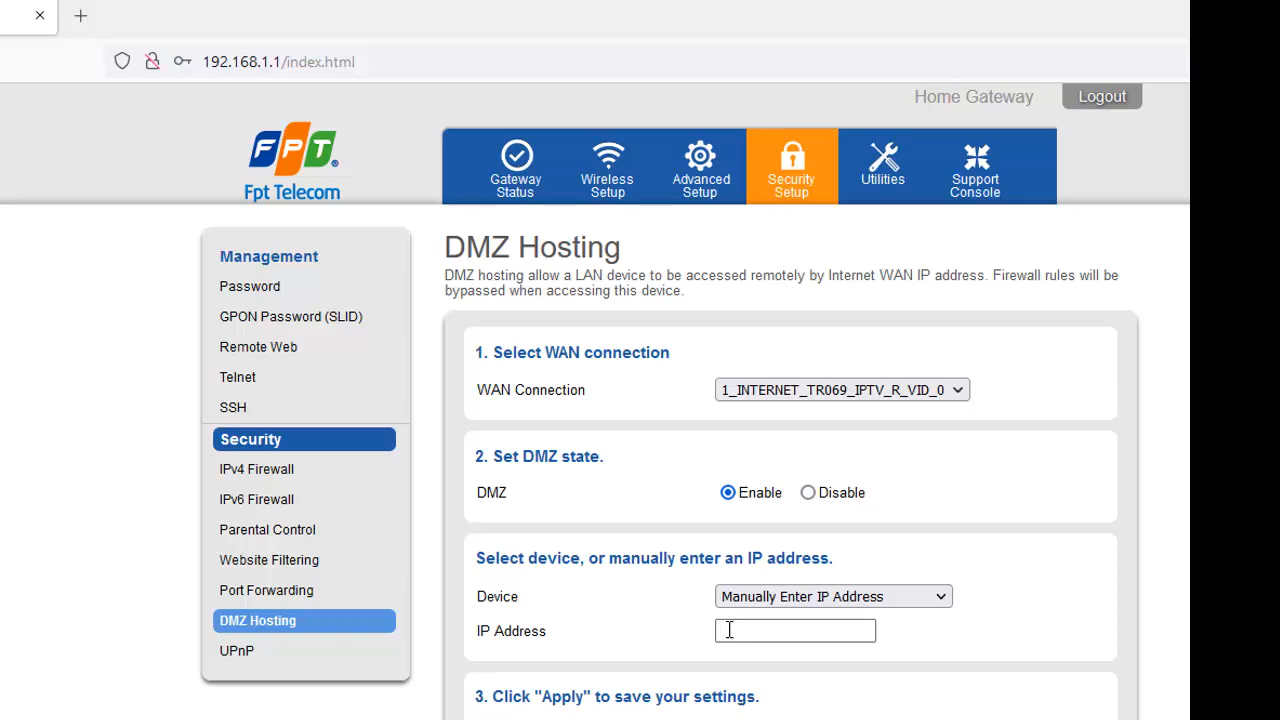 192.168.1.1/index.html
Home Gateway
Logout
FPT
Fpt Telecom
Gateway
Status
Wireless
Setup
Advanced
Setup
Security
Setup
Utilities
Support
Console
Management
Password
GPON Password (SLID)
Remote Web
Telnet
SSH
Security
IPv4 Firewall
IPv6 Firewall
Parental Control
Website Filtering
Port Forwarding
DMZ Hosting
UPnP
DMZ Hosting
DMZ hosting allow a LAN device to be accessed remotely by Internet WAN IP address. Firewall rules will be
bypassed when accessing this device.
1. Select WAN connection
WAN Connection
1_INTERNET_TR069_IPTV_R_VID_0
2. Set DMZ state.
DMZ
Enable
Disable
Select device, or manually enter an IP address.
Device
Manually Enter IP Address
IP Address
3. Click "Apply" to save your settings.